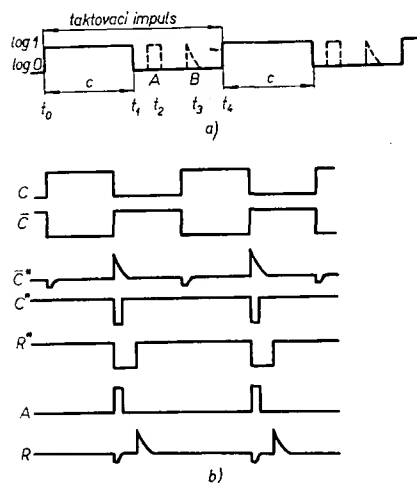 taktovací impuls
log 1
log 0
c A B c
t₀ t₁ t₂ t₃ t₄
a)
C
C̄
C̄*
C*
R*
A
R
b)